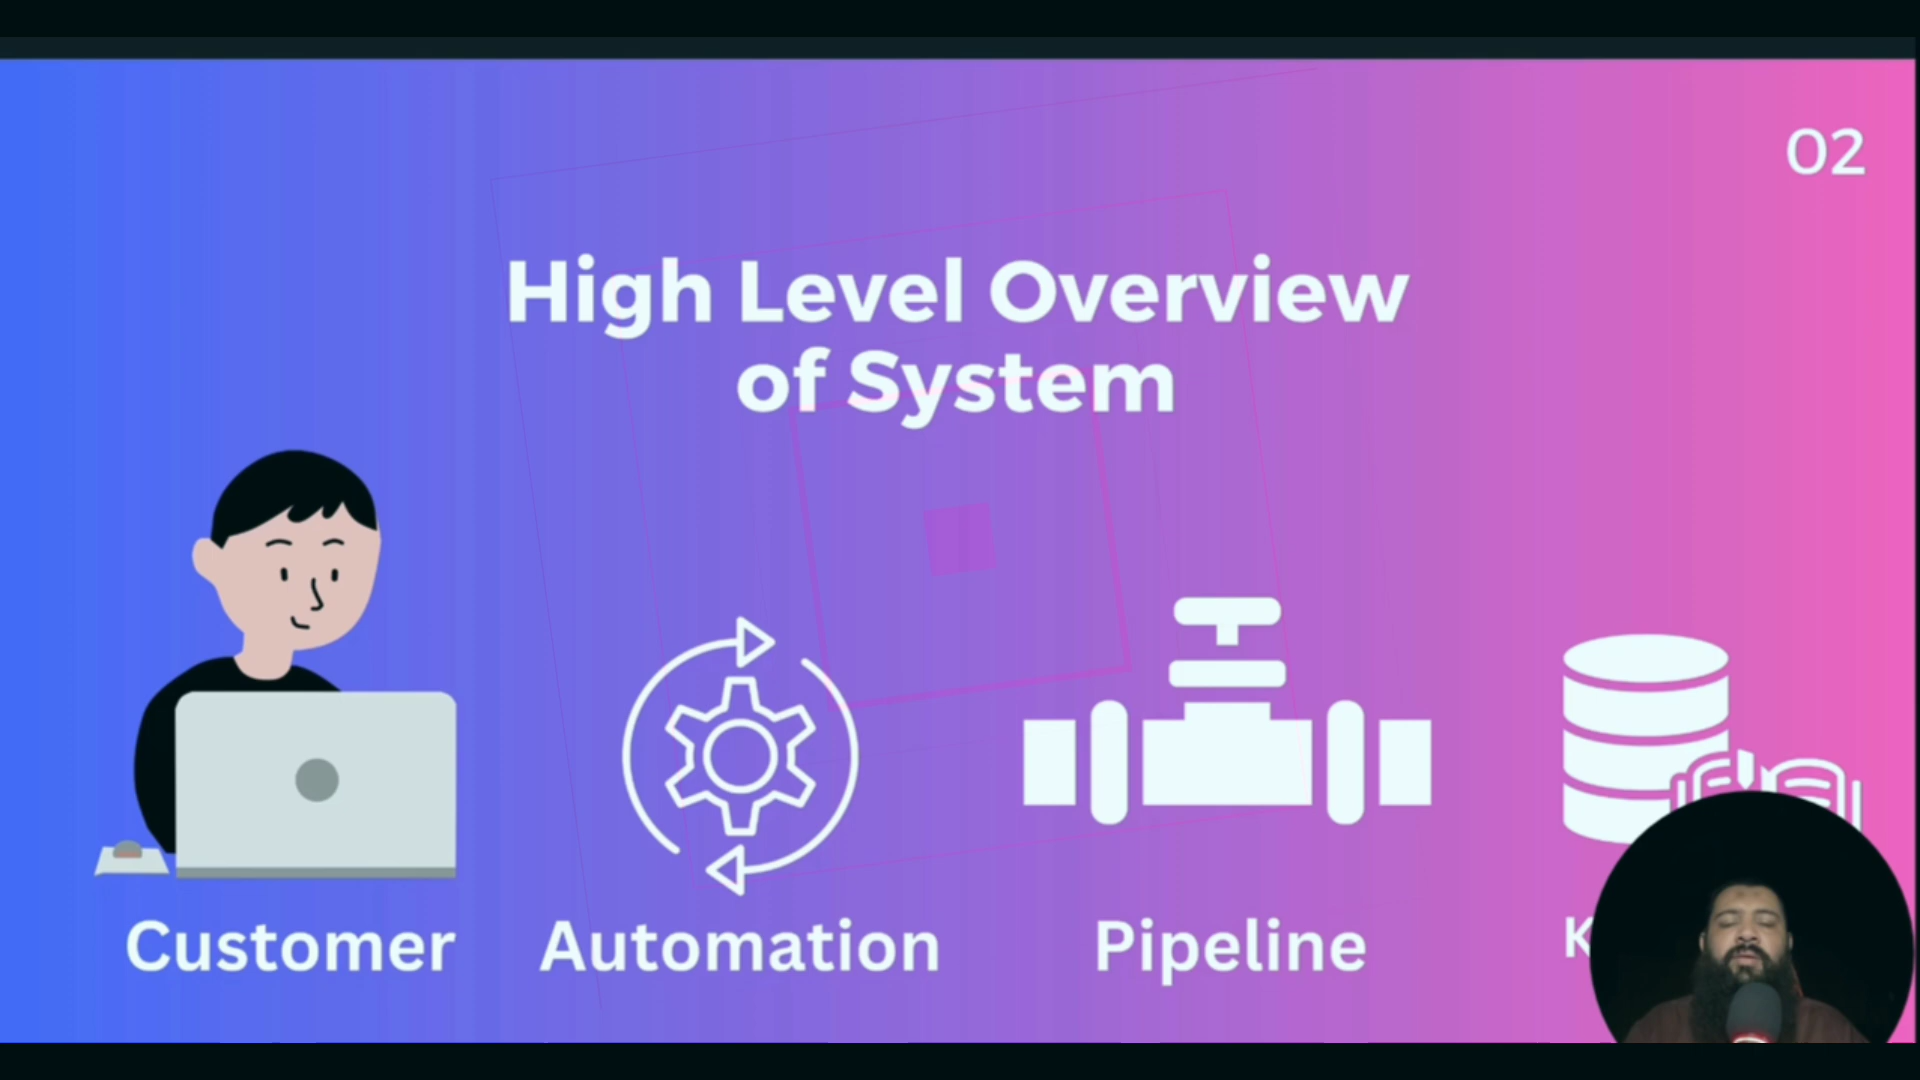 02
High Level Overview
of System
Customer
Automation
Pipeline